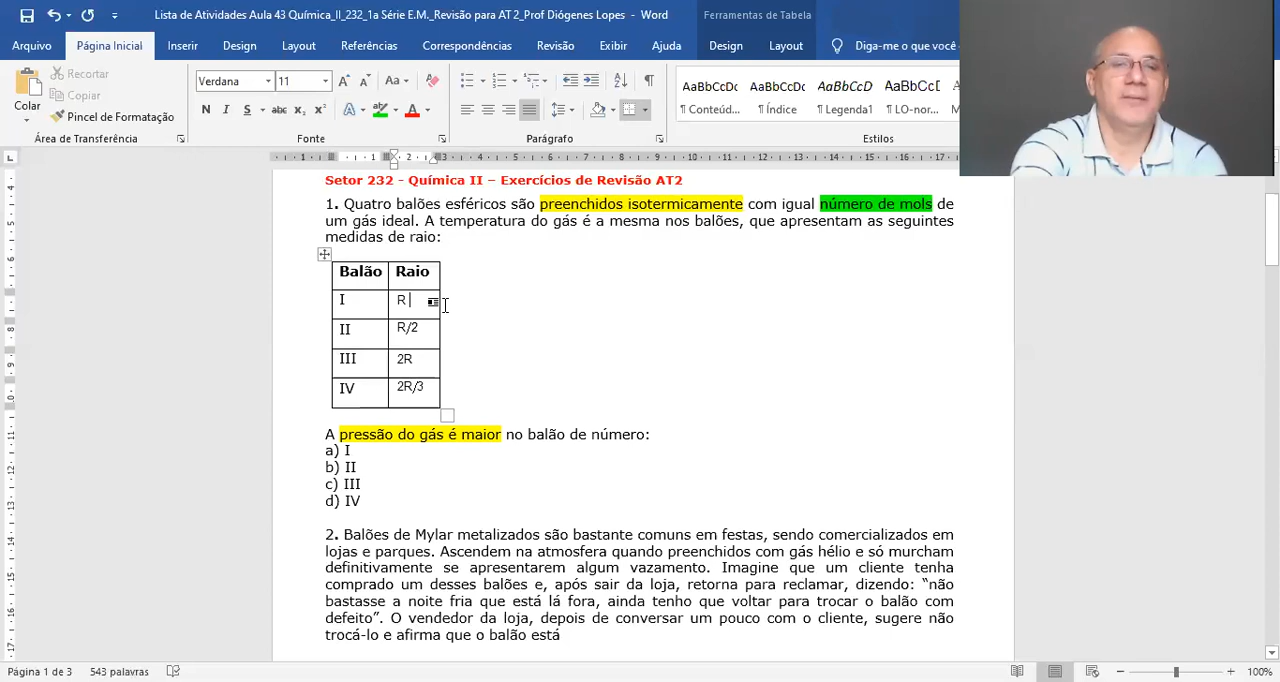 Lista de Atividades Aula 43 Química_II_232_1a Série E.M._Revisão para AT2_Prof Diógenes Lopes - Word
Ferramentas de Tabela
Arquivo Página Inicial Inserir Design Layout Referências Correspondências Revisão Exibir Ajuda Design Layout Diga-me o que você
Colar
Recortar
Copiar
Pincel de Formatação
Área de Transferência
Verdana 11
Fonte
Parágrafo
AaBbCcDc AaBbCcDc AaBbCcD AaBbCcD
¶ Conteúd... ¶ Índice ¶ Legenda1 ¶ LO-nor...
Estilos
Setor 232 - Química II – Exercícios de Revisão AT2
1. Quatro balões esféricos são preenchidos isotermicamente com igual número de mols de
um gás ideal. A temperatura do gás é a mesma nos balões, que apresentam as seguintes
medidas de raio:
Balão Raio
I R
II R/2
III 2R
IV 2R/3
A pressão do gás é maior no balão de número:
a) I
b) II
c) III
d) IV
2. Balões de Mylar metalizados são bastante comuns em festas, sendo comercializados em
lojas e parques. Ascendem na atmosfera quando preenchidos com gás hélio e só murcham
definitivamente se apresentarem algum vazamento. Imagine que um cliente tenha
comprado um desses balões e, após sair da loja, retorna para reclamar, dizendo: “não
bastasse a noite fria que está lá fora, ainda tenho que voltar para trocar o balão com
defeito”. O vendedor da loja, depois de conversar um pouco com o cliente, sugere não
trocá-lo e afirma que o balão está
Página 1 de 3 543 palavras 100%